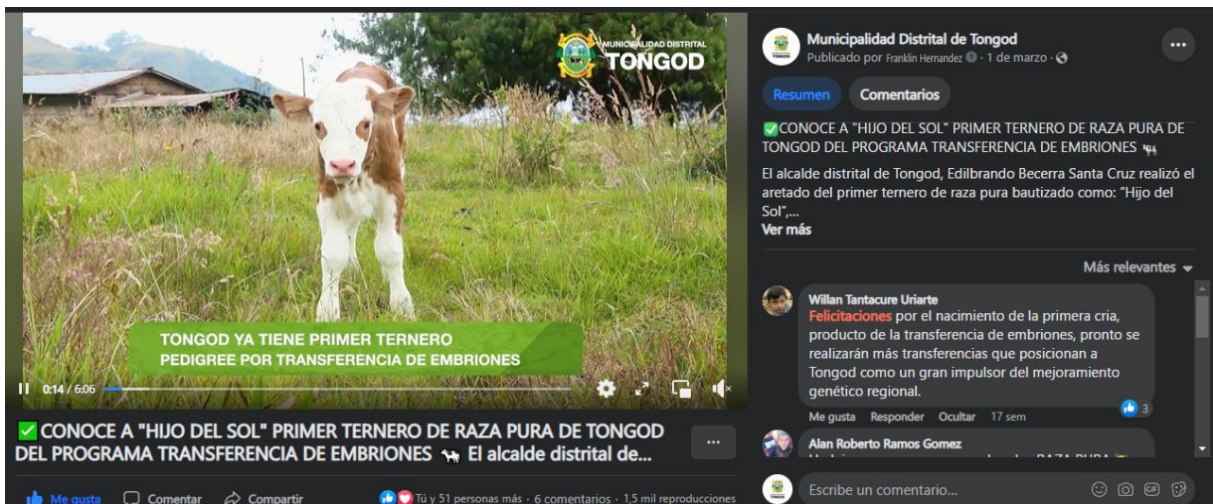 MUNICIPALIDAD DISTRITAL
TONGOD
TONGOD YA TIENE PRIMER TERNERO
PEDIGREE POR TRANSFERENCIA DE EMBRIONES
0:14 / 6:06
✅ CONOCE A "HIJO DEL SOL" PRIMER TERNERO DE RAZA PURA DE TONGOD
DEL PROGRAMA TRANSFERENCIA DE EMBRIONES 🐄 El alcalde distrital de...
Me gusta Comentar Compartir
Tú y 51 personas más · 6 comentarios · 1,5 mil reproducciones
Municipalidad Distrital de Tongod
Publicado por Franklin Hernandez · 1 de marzo ·
Resumen Comentarios
✅CONOCE A "HIJO DEL SOL" PRIMER TERNERO DE RAZA PURA DE
TONGOD DEL PROGRAMA TRANSFERENCIA DE EMBRIONES 🐄
El alcalde distrital de Tongod, Edilbrando Becerra Santa Cruz realizó el
aretado del primer ternero de raza pura bautizado como: "Hijo del
Sol",...
Ver más
Más relevantes
Willan Tantacure Uriarte
Felicitaciones por el nacimiento de la primera cria,
producto de la transferencia de embriones, pronto se
realizarán más transferencias que posicionan a
Tongod como un gran impulsor del mejoramiento
genético regional.
Me gusta Responder Ocultar 17 sem
3
Alan Roberto Ramos Gomez
RAZA PURA
Escribe un comentario...
GIF